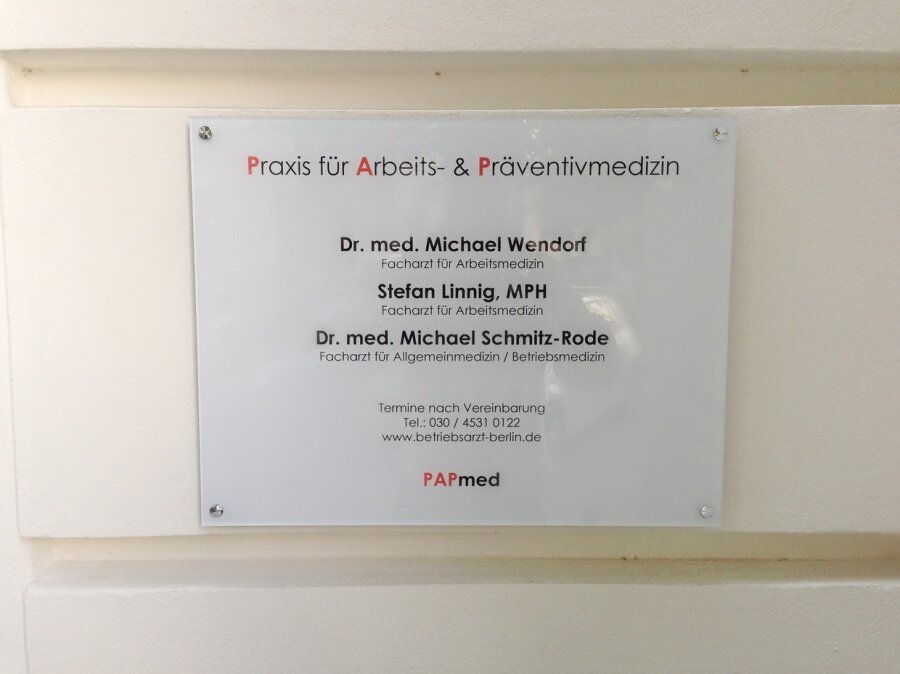 Praxis für Arbeits- & Präventivmedizin
Dr. med. Michael Wendorf
Facharzt für Arbeitsmedizin
Stefan Linnig, MPH
Facharzt für Arbeitsmedizin
Dr. med. Michael Schmitz-Rode
Facharzt für Allgemeinmedizin / Betriebsmedizin
Termine nach Vereinbarung
Tel.: 030 / 4531 0122
www.betriebsarzt-berlin.de
PAPmed